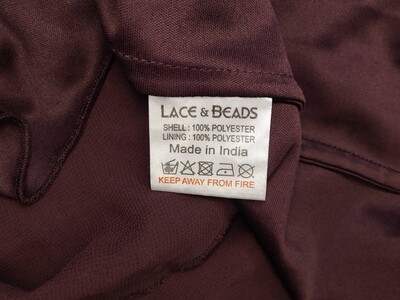 LACE & BEADS
SHELL : 100% POLYESTER
LINING : 100% POLYESTER
Made in India
KEEP AWAY FROM FIRE